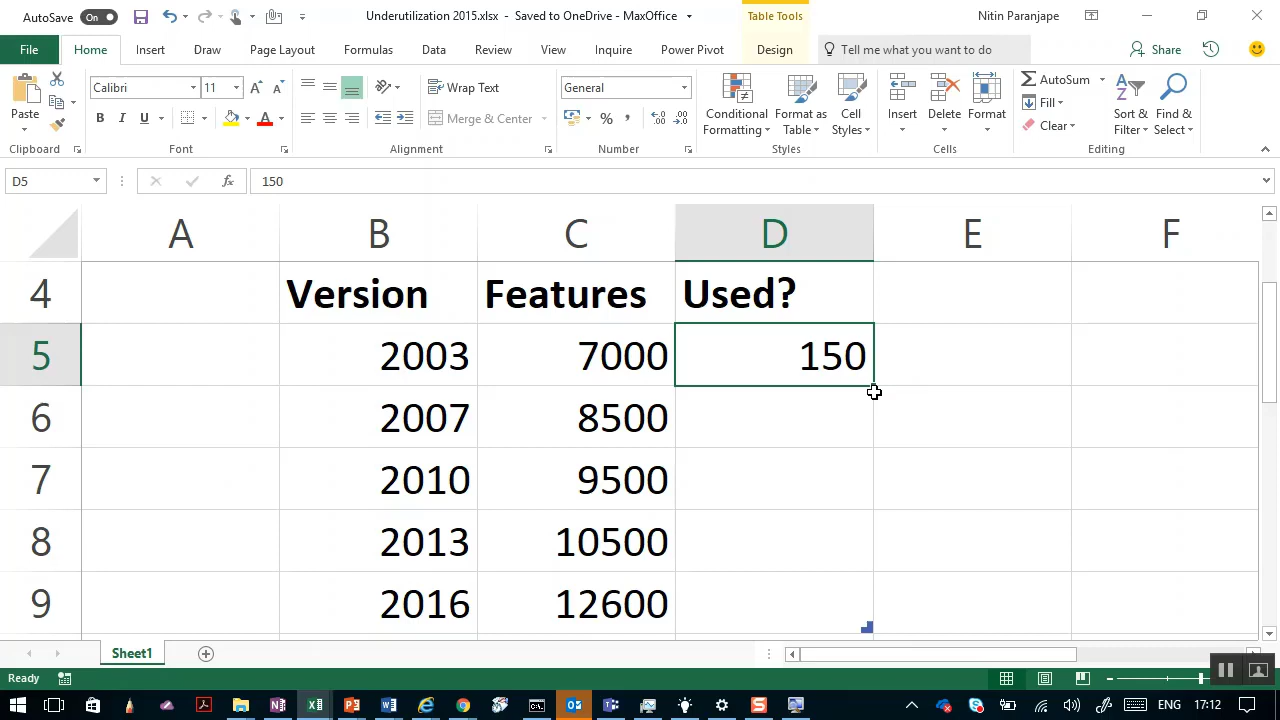 AutoSave On Underutilization 2015.xlsx - Saved to OneDrive - MaxOffice Table Tools Nitin Paranjape
File Home Insert Draw Page Layout Formulas Data Review View Inquire Power Pivot Design Tell me what you want to do Share
Paste Calibri 11 Wrap Text General Conditional Formatting Format as Table Cell Styles Insert Delete Format AutoSum Sort & Filter Find & Select
B I U A Merge & Center % , Fill
Clear
Clipboard Font Alignment Number Styles Cells Editing
D5 fx 150
A B C D E F
4 Version Features Used?
5 2003 7000 150
6 2007 8500
7 2010 9500
8 2013 10500
9 2016 12600
Sheet1
Ready
ENG 17:12